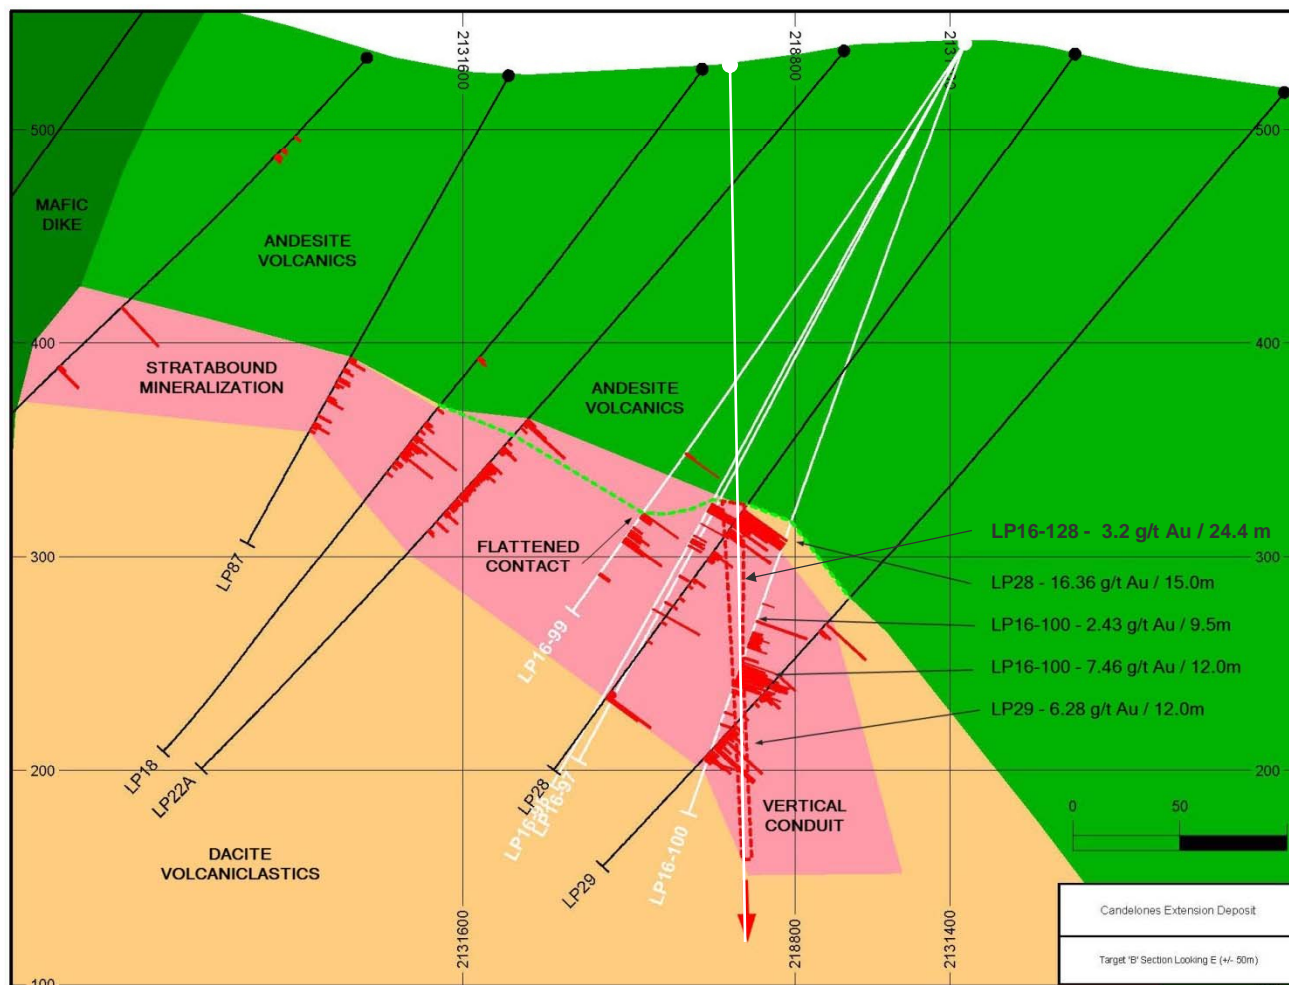 2131600
218800
500
500
MAFIC
DIKE
ANDESITE
VOLCANICS
400
400
STRATABOUND
MINERALIZATION
ANDESITE
VOLCANICS
LP16-128 - 3.2 g/t Au / 24.4 m
300
300
FLATTENED
CONTACT
LP28 - 16.36 g/t Au / 15.0m
LP87
LP16-99
LP16-100 - 2.43 g/t Au / 9.5m
LP16-100 - 7.46 g/t Au / 12.0m
LP29 - 6.28 g/t Au / 12.0m
LP18
LP22A
200
200
LP28
LP16-97
LP29
LP16-100
VERTICAL
CONDUIT
0
50
DACITE
VOLCANICLASTICS
2131600
218800
2131400
Candelones Extension Deposit
Target 'B' Section Looking E (+/- 50m)
100